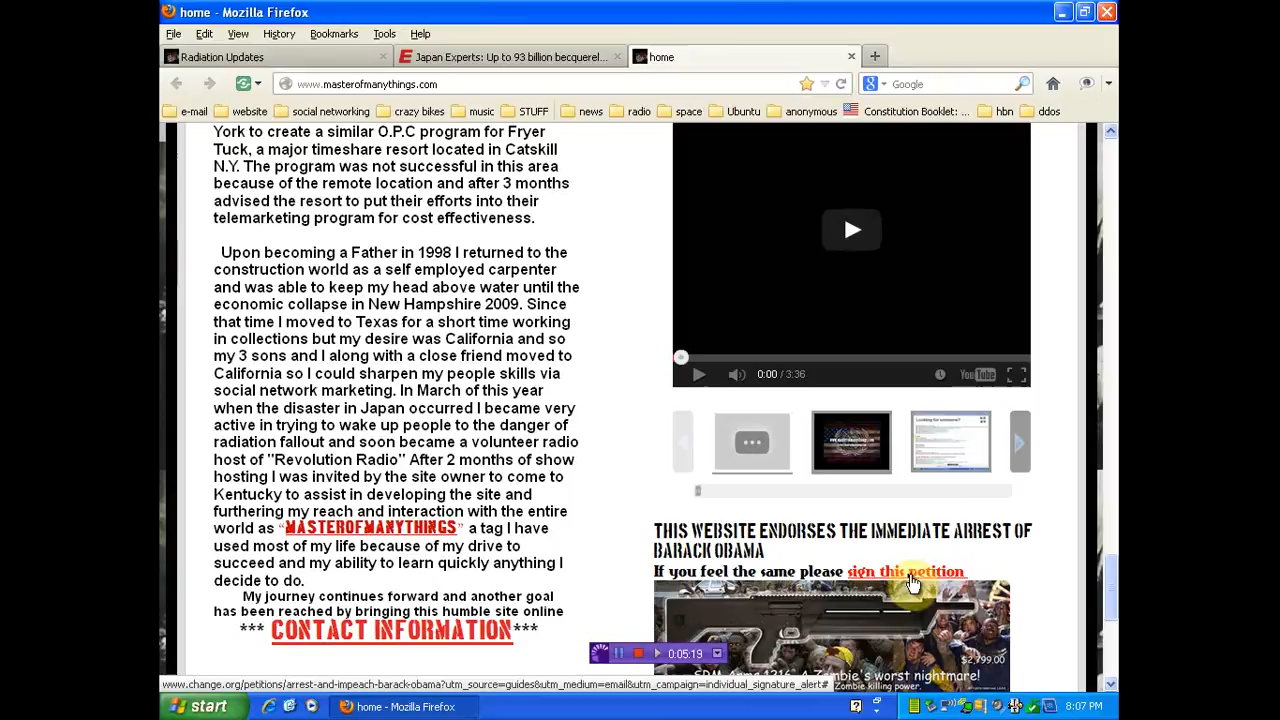 home - Mozilla Firefox
File Edit View History Bookmarks Tools Help
Radiation Updates
Japan Experts: Up to 93 billion becquerel...
home
www.masterofmanythings.com
Google
e-mail website social networking crazy bikes music STUFF news radio space Ubuntu anonymous Constitution Booklet: ... hbn ddos
York to create a similar O.P.C program for Fryer
Tuck, a major timeshare resort located in Catskill
N.Y. The program was not successful in this area
because of the remote location and after 3 months
advised the resort to put their efforts into their
telemarketing program for cost effectiveness.
Upon becoming a Father in 1998 I returned to the
construction world as a self employed carpenter
and was able to keep my head above water until the
economic collapse in New Hampshire 2009. Since
that time I moved to Texas for a short time working
in collections but my desire was California and so
my 3 sons and I along with a close friend moved to
California so I could sharpen my people skills via
social network marketing. In March of this year
when the disaster in Japan occurred I became very
active in trying to wake up people to the danger of
radiation fallout and soon became a volunteer radio
host on "Revolution Radio" After 2 months of show
hosting I was invited by the site owner to come to
Kentucky to assist in developing the site and
furthering my reach and interaction with the entire
world as "MASTEROFMANYTHINGS" a tag I have
used most of my life because of my drive to
succeed and my ability to learn quickly anything I
decide to do.
My journey continues forward and another goal
has been reached by bringing this humble site online
*** CONTACT INFORMATION***
0:00 / 3:36
YouTube
Looking for someone?
THIS WEBSITE ENDORSES THE IMMEDIATE ARREST OF
BARACK OBAMA
If you feel the same please sign this petition
$2,799.00
SRM Arms 1216, A Zombie's worst nightmare!
Zombie killing power.
0:05:19
www.change.org/petitions/arrest-and-impeach-barack-obama?utm_source=guides&utm_medium=email&utm_campaign=individual_signature_alert#
start
home - Mozilla Firefox
8:07 PM